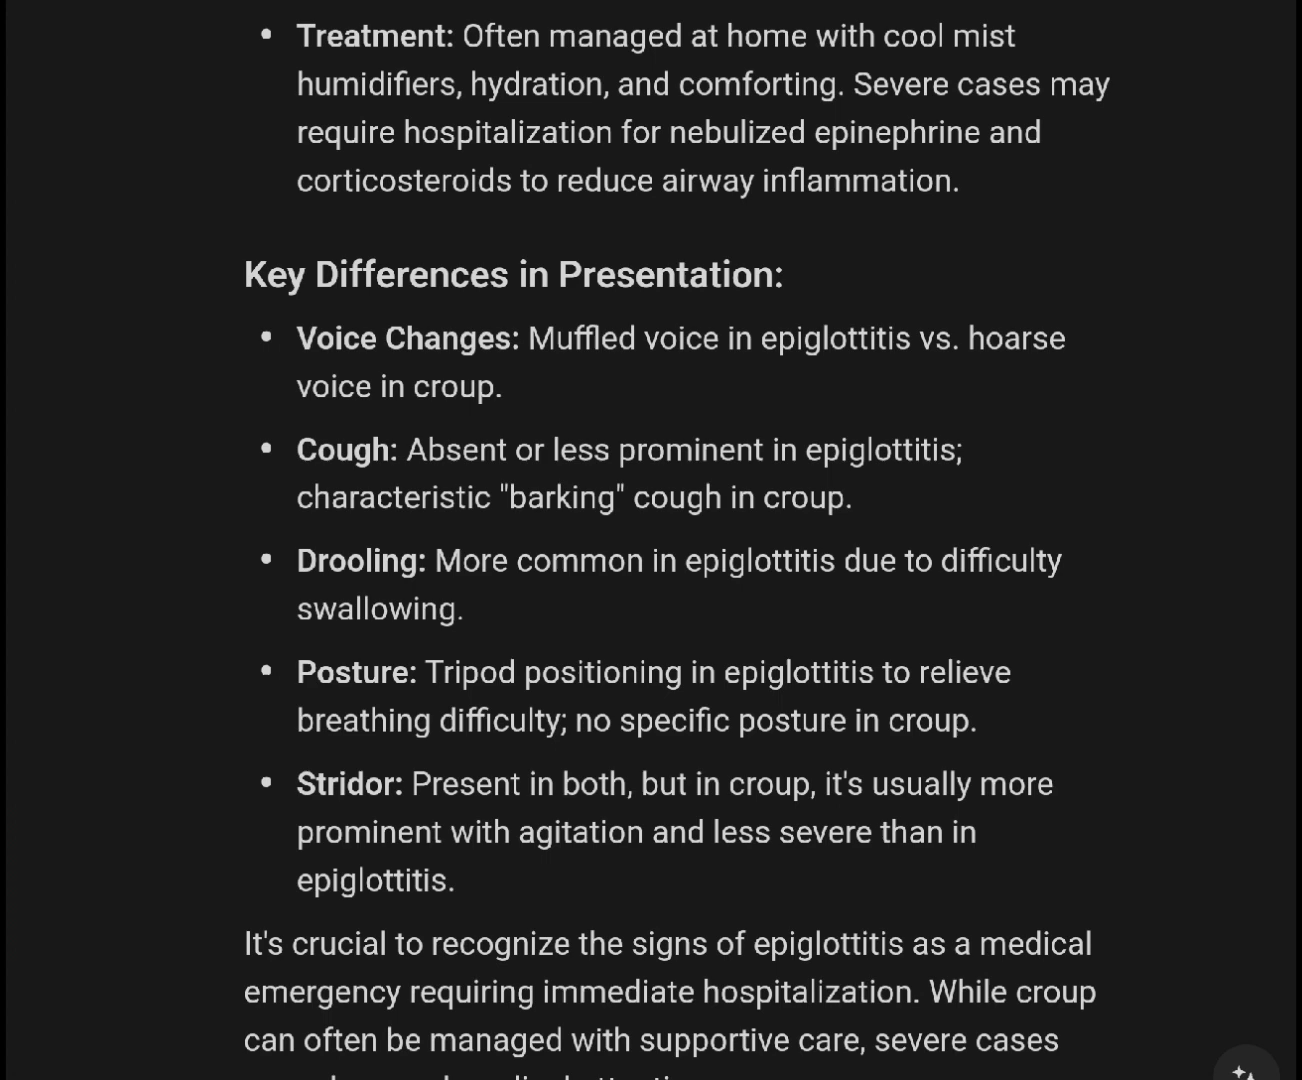 • Treatment: Often managed at home with cool mist
humidifiers, hydration, and comforting. Severe cases may
require hospitalization for nebulized epinephrine and
corticosteroids to reduce airway inflammation.
Key Differences in Presentation:
• Voice Changes: Muffled voice in epiglottitis vs. hoarse
voice in croup.
• Cough: Absent or less prominent in epiglottitis;
characteristic "barking" cough in croup.
• Drooling: More common in epiglottitis due to difficulty
swallowing.
• Posture: Tripod positioning in epiglottitis to relieve
breathing difficulty; no specific posture in croup.
• Stridor: Present in both, but in croup, it's usually more
prominent with agitation and less severe than in
epiglottitis.
It's crucial to recognize the signs of epiglottitis as a medical
emergency requiring immediate hospitalization. While croup
can often be managed with supportive care, severe cases